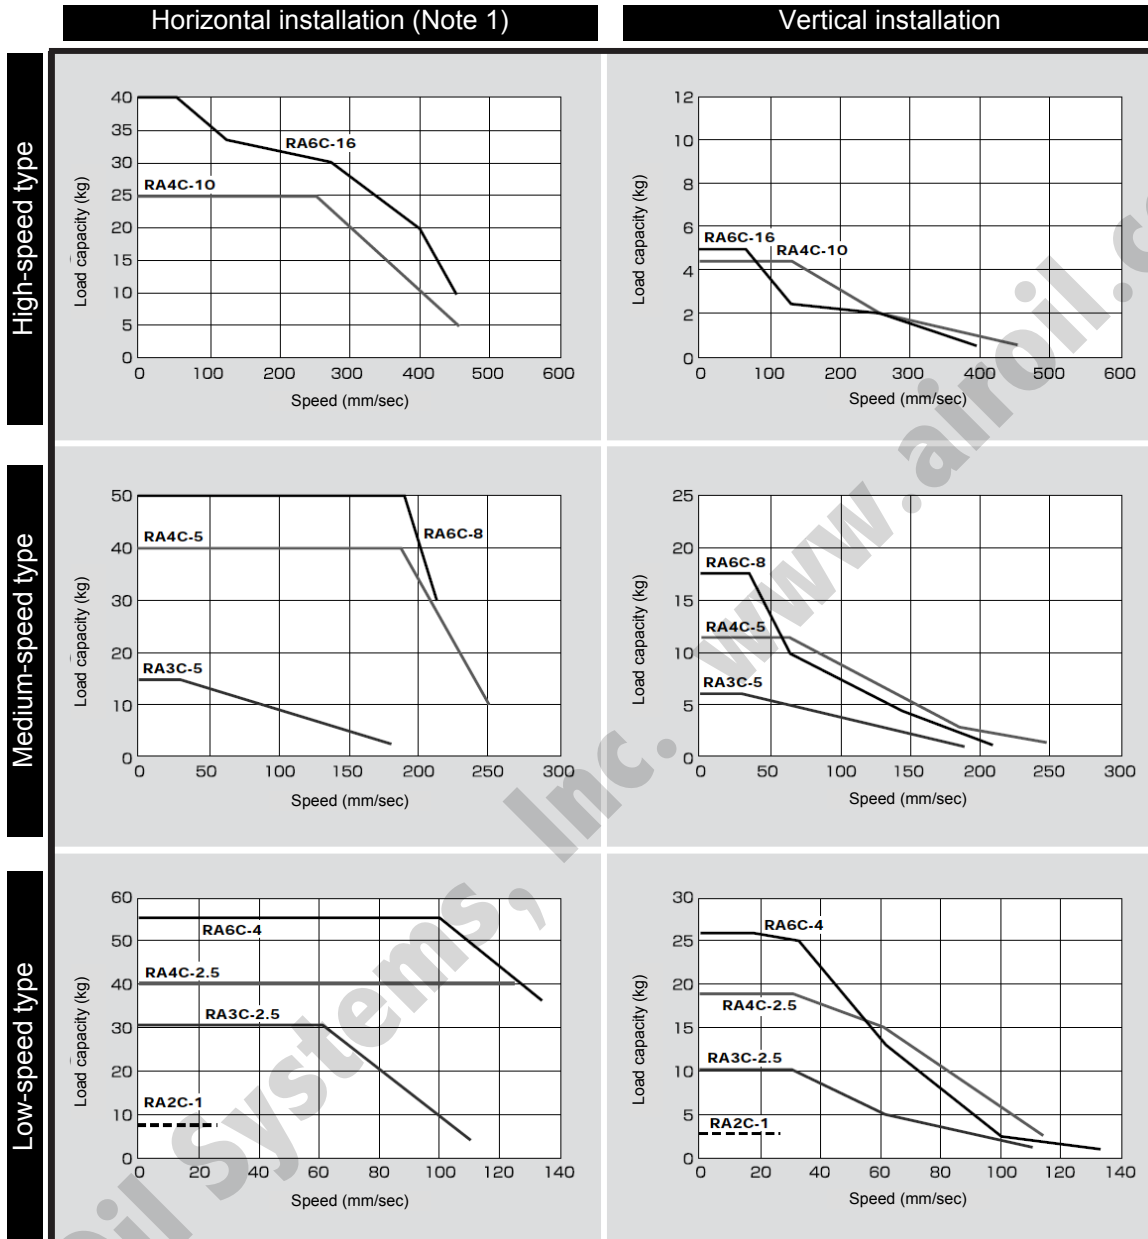 Horizontal installation (Note 1)
Vertical installation
High-speed type
Load capacity (kg)
40
35
30
25
20
15
10
5
0
RA6C-16
RA4C-10
0 100 200 300 400 500 600
Speed (mm/sec)
Load capacity (kg)
12
10
8
6
4
2
0
RA6C-16
RA4C-10
0 100 200 300 400 500 600
Speed (mm/sec)
Medium-speed type
Load capacity (kg)
50
40
30
20
10
0
RA4C-5
RA6C-8
RA3C-5
0 50 100 150 200 250 300
Speed (mm/sec)
Load capacity (kg)
25
20
15
10
5
0
RA6C-8
RA4C-5
RA3C-5
0 50 100 150 200 250 300
Speed (mm/sec)
Low-speed type
Load capacity (kg)
60
50
40
30
20
10
0
RA6C-4
RA4C-2.5
RA3C-2.5
RA2C-1
0 20 40 60 80 100 120 140
Speed (mm/sec)
Load capacity (kg)
30
25
20
15
10
5
0
RA6C-4
RA4C-2.5
RA3C-2.5
RA2C-1
0 20 40 60 80 100 120 140
Speed (mm/sec)
Oil Systems, Inc. www.airoil.c